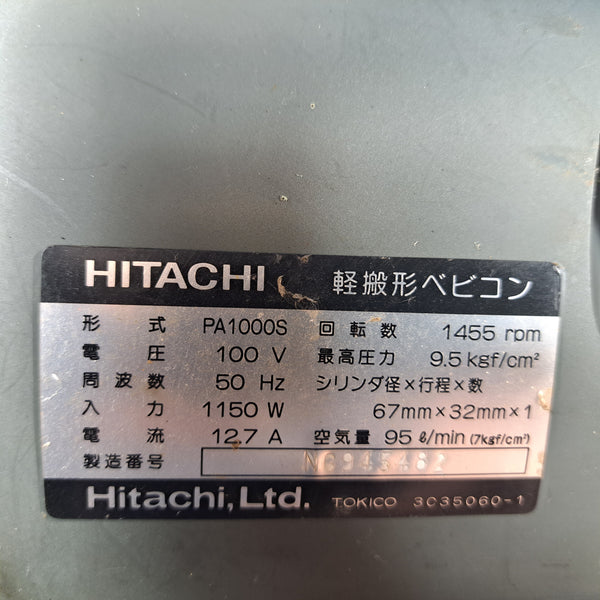 HITACHI 軽搬形ベビコン
形式 PA1000S 回転数 1455 rpm
電圧 100 V 最高圧力 9.5 kgf/cm²
周波数 50 Hz シリンダ径×行程×数
入力 1150 W 67mm×32mm×1
電流 12.7 A 空気量 95 ℓ/min (7kgf/cm²)
製造番号
Hitachi, Ltd. TOKICO 3C35060-1